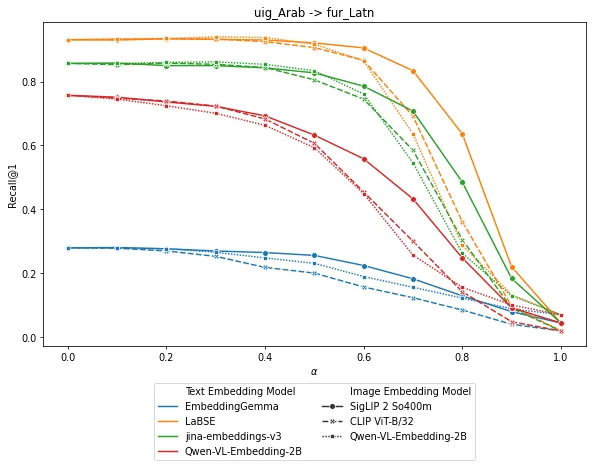 uig_Arab -> fur_Latn
Recall@1
0.8
0.6
0.4
0.2
0.0
0.0 0.2 0.4 0.6 0.8 1.0
α
Text Embedding Model Image Embedding Model
EmbeddingGemma SigLIP 2 So400m
LaBSE CLIP ViT-B/32
jina-embeddings-v3 Qwen-VL-Embedding-2B
Qwen-VL-Embedding-2B